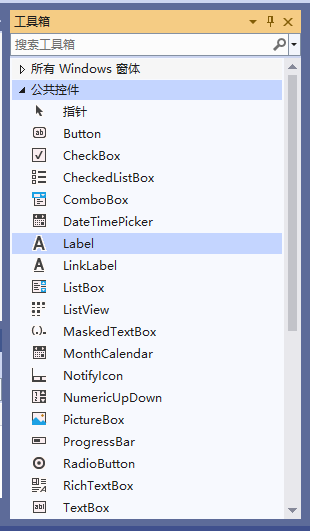 工具箱
搜索工具箱
所有 Windows 窗体
公共控件
指针
Button
CheckBox
CheckedListBox
ComboBox
DateTimePicker
Label
LinkLabel
ListBox
ListView
MaskedTextBox
MonthCalendar
NotifyIcon
NumericUpDown
PictureBox
ProgressBar
RadioButton
RichTextBox
TextBox